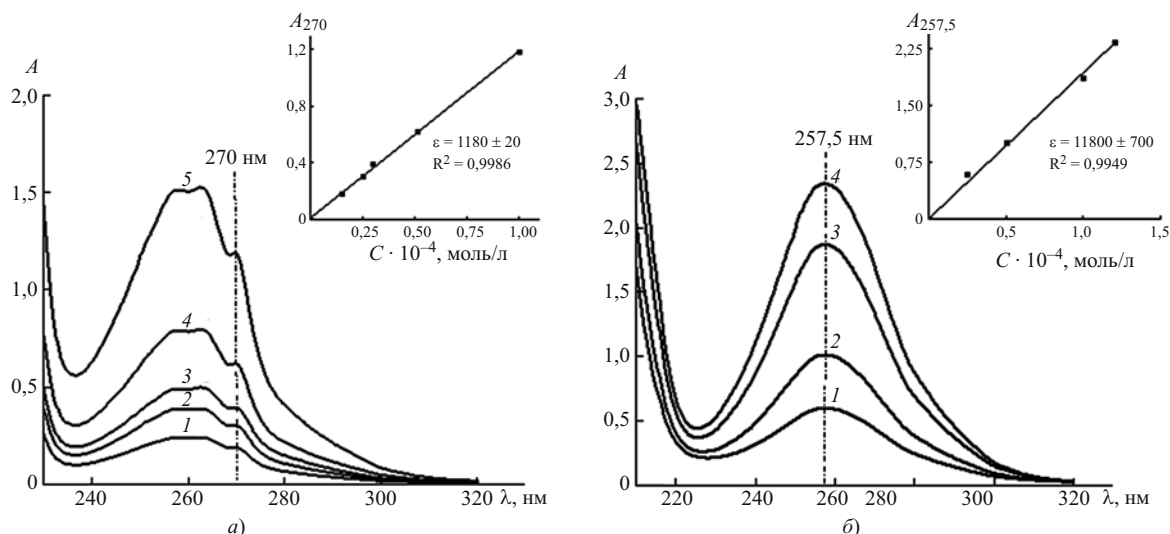 A
2,0
1,5
1,0
0,5
0
240
260
280
300
320
λ, нм
270 нм
5
4
3
2
1
A270
1,2
0,8
0,4
0
0,25
0,50
0,75
1,00
C · 10–4, моль/л
ε = 1180 ± 20
R2 = 0,9986
а)
A
3,0
2,5
2,0
1,5
1,0
0,5
0
220
240
260
280
300
320
λ, нм
257,5 нм
4
3
2
1
A257,5
2,25
1,50
0,75
0
0,5
1,0
1,5
C · 10–4, моль/л
ε = 11800 ± 700
R2 = 0,9949
б)